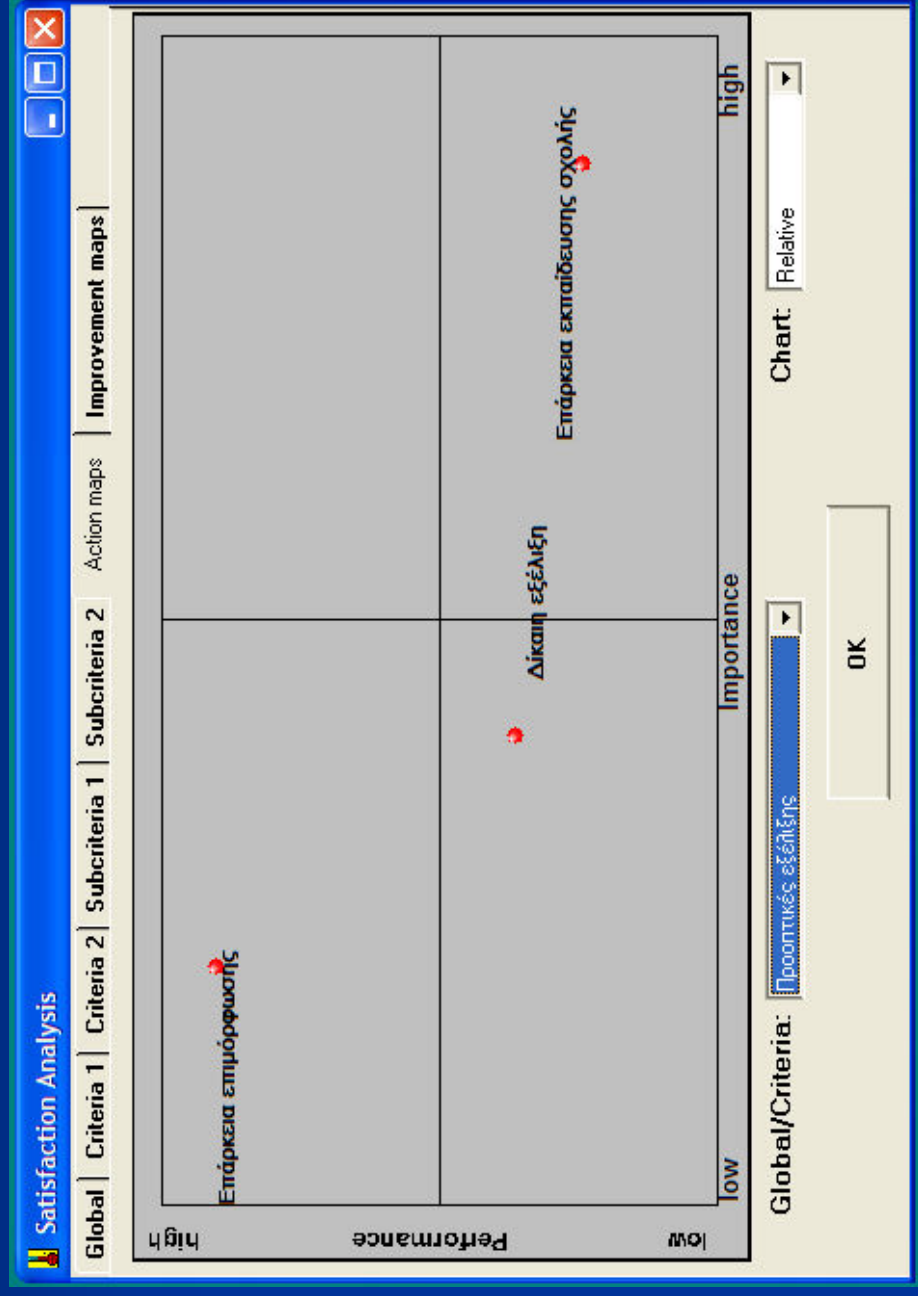 Satisfaction Analysis
Global Criteria 1 Criteria 2 Subcriteria 1 Subcriteria 2 Action maps Improvement maps
high
Performance
low
Επάρκεια επιμόρφωσης
Δίκαιη εξέλιξη
Επάρκεια εκπαίδευσης σχολής
low Importance high
Global/Criteria: Προοπτικές εξέλιξης Chart: Relative
OK